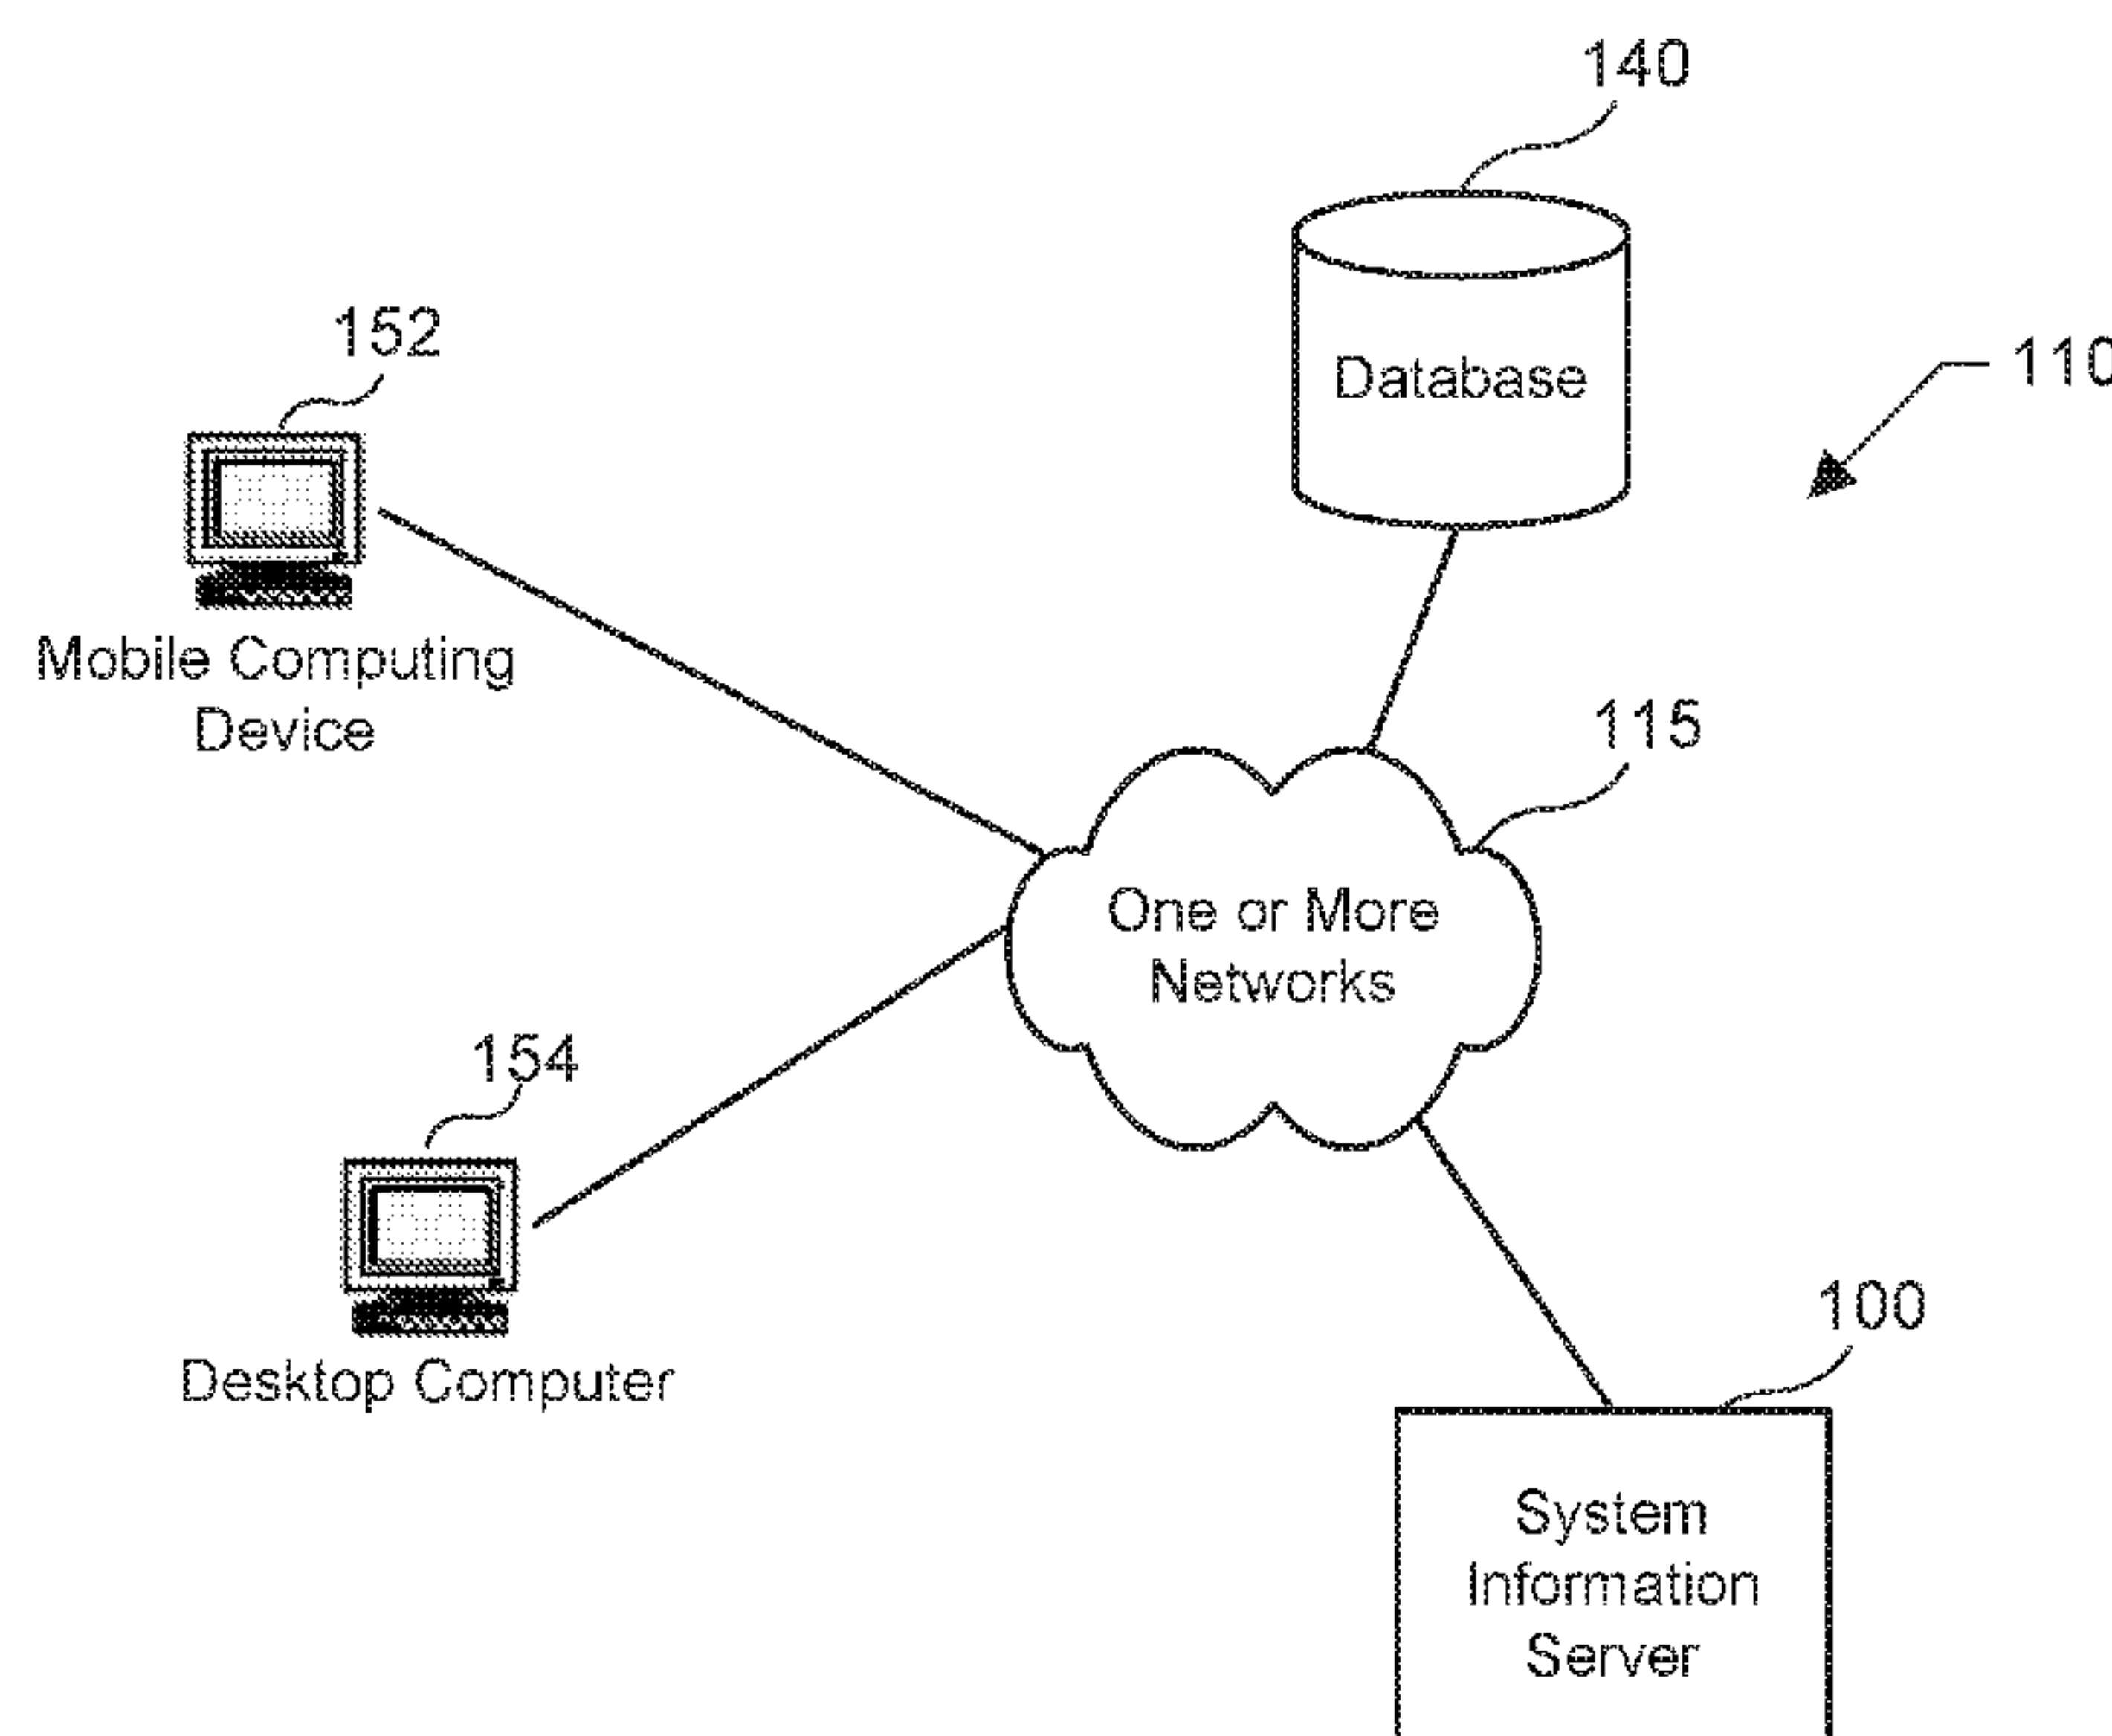 140
152
Database
110
Mobile Computing
Device
115
One or More
Networks
154
Desktop Computer
100
System
Information
Server